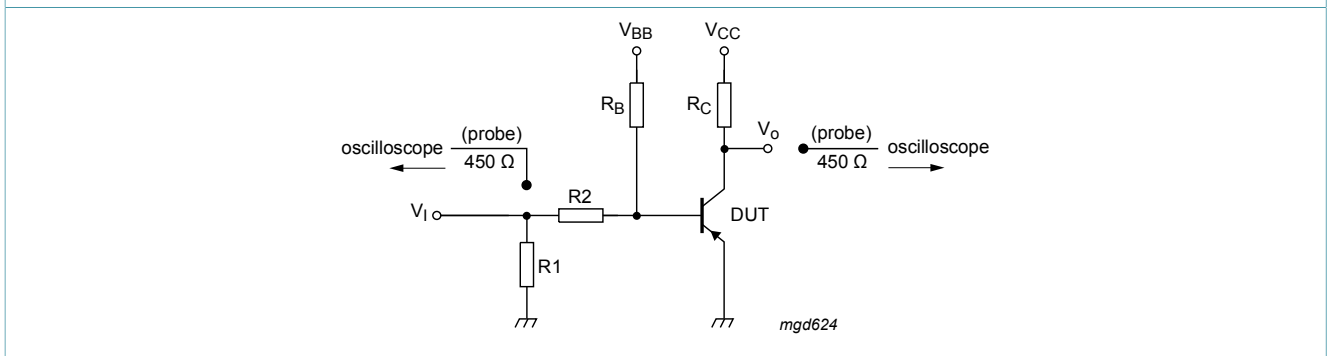 VBB
VCC
RB
RC
Vo
(probe)
450 Ω
oscilloscope
(probe)
450 Ω
oscilloscope
R2
VI
DUT
R1
mgd624